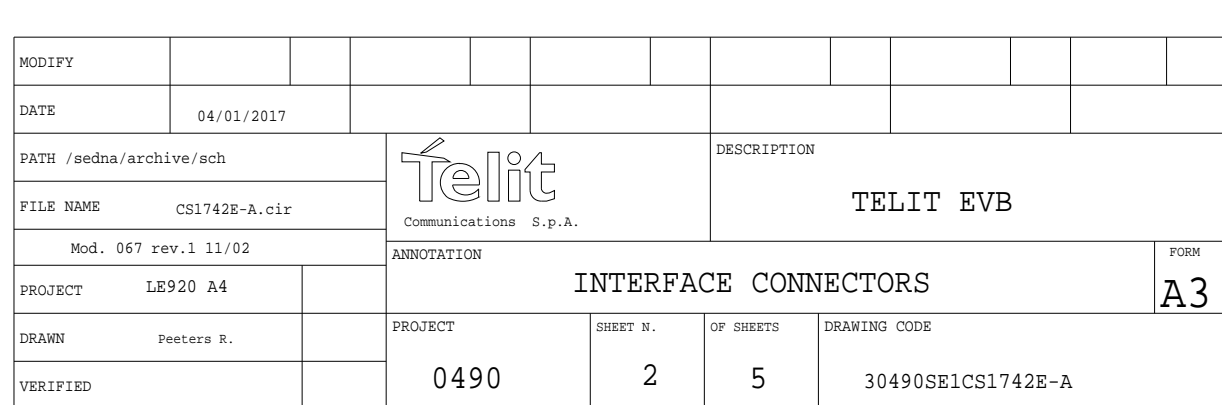 MODIFY
DATE 04/01/2017
PATH /sedna/archive/sch
FILE NAME CS1742E-A.cir
Mod. 067 rev.1 11/02
PROJECT LE920 A4
DRAWN Peeters R.
VERIFIED
Telit
Communications S.p.A.
DESCRIPTION
TELIT EVB
ANNOTATION
INTERFACE CONNECTORS
FORM
A3
PROJECT
0490
SHEET N.
2
OF SHEETS
5
DRAWING CODE
30490SE1CS1742E-A